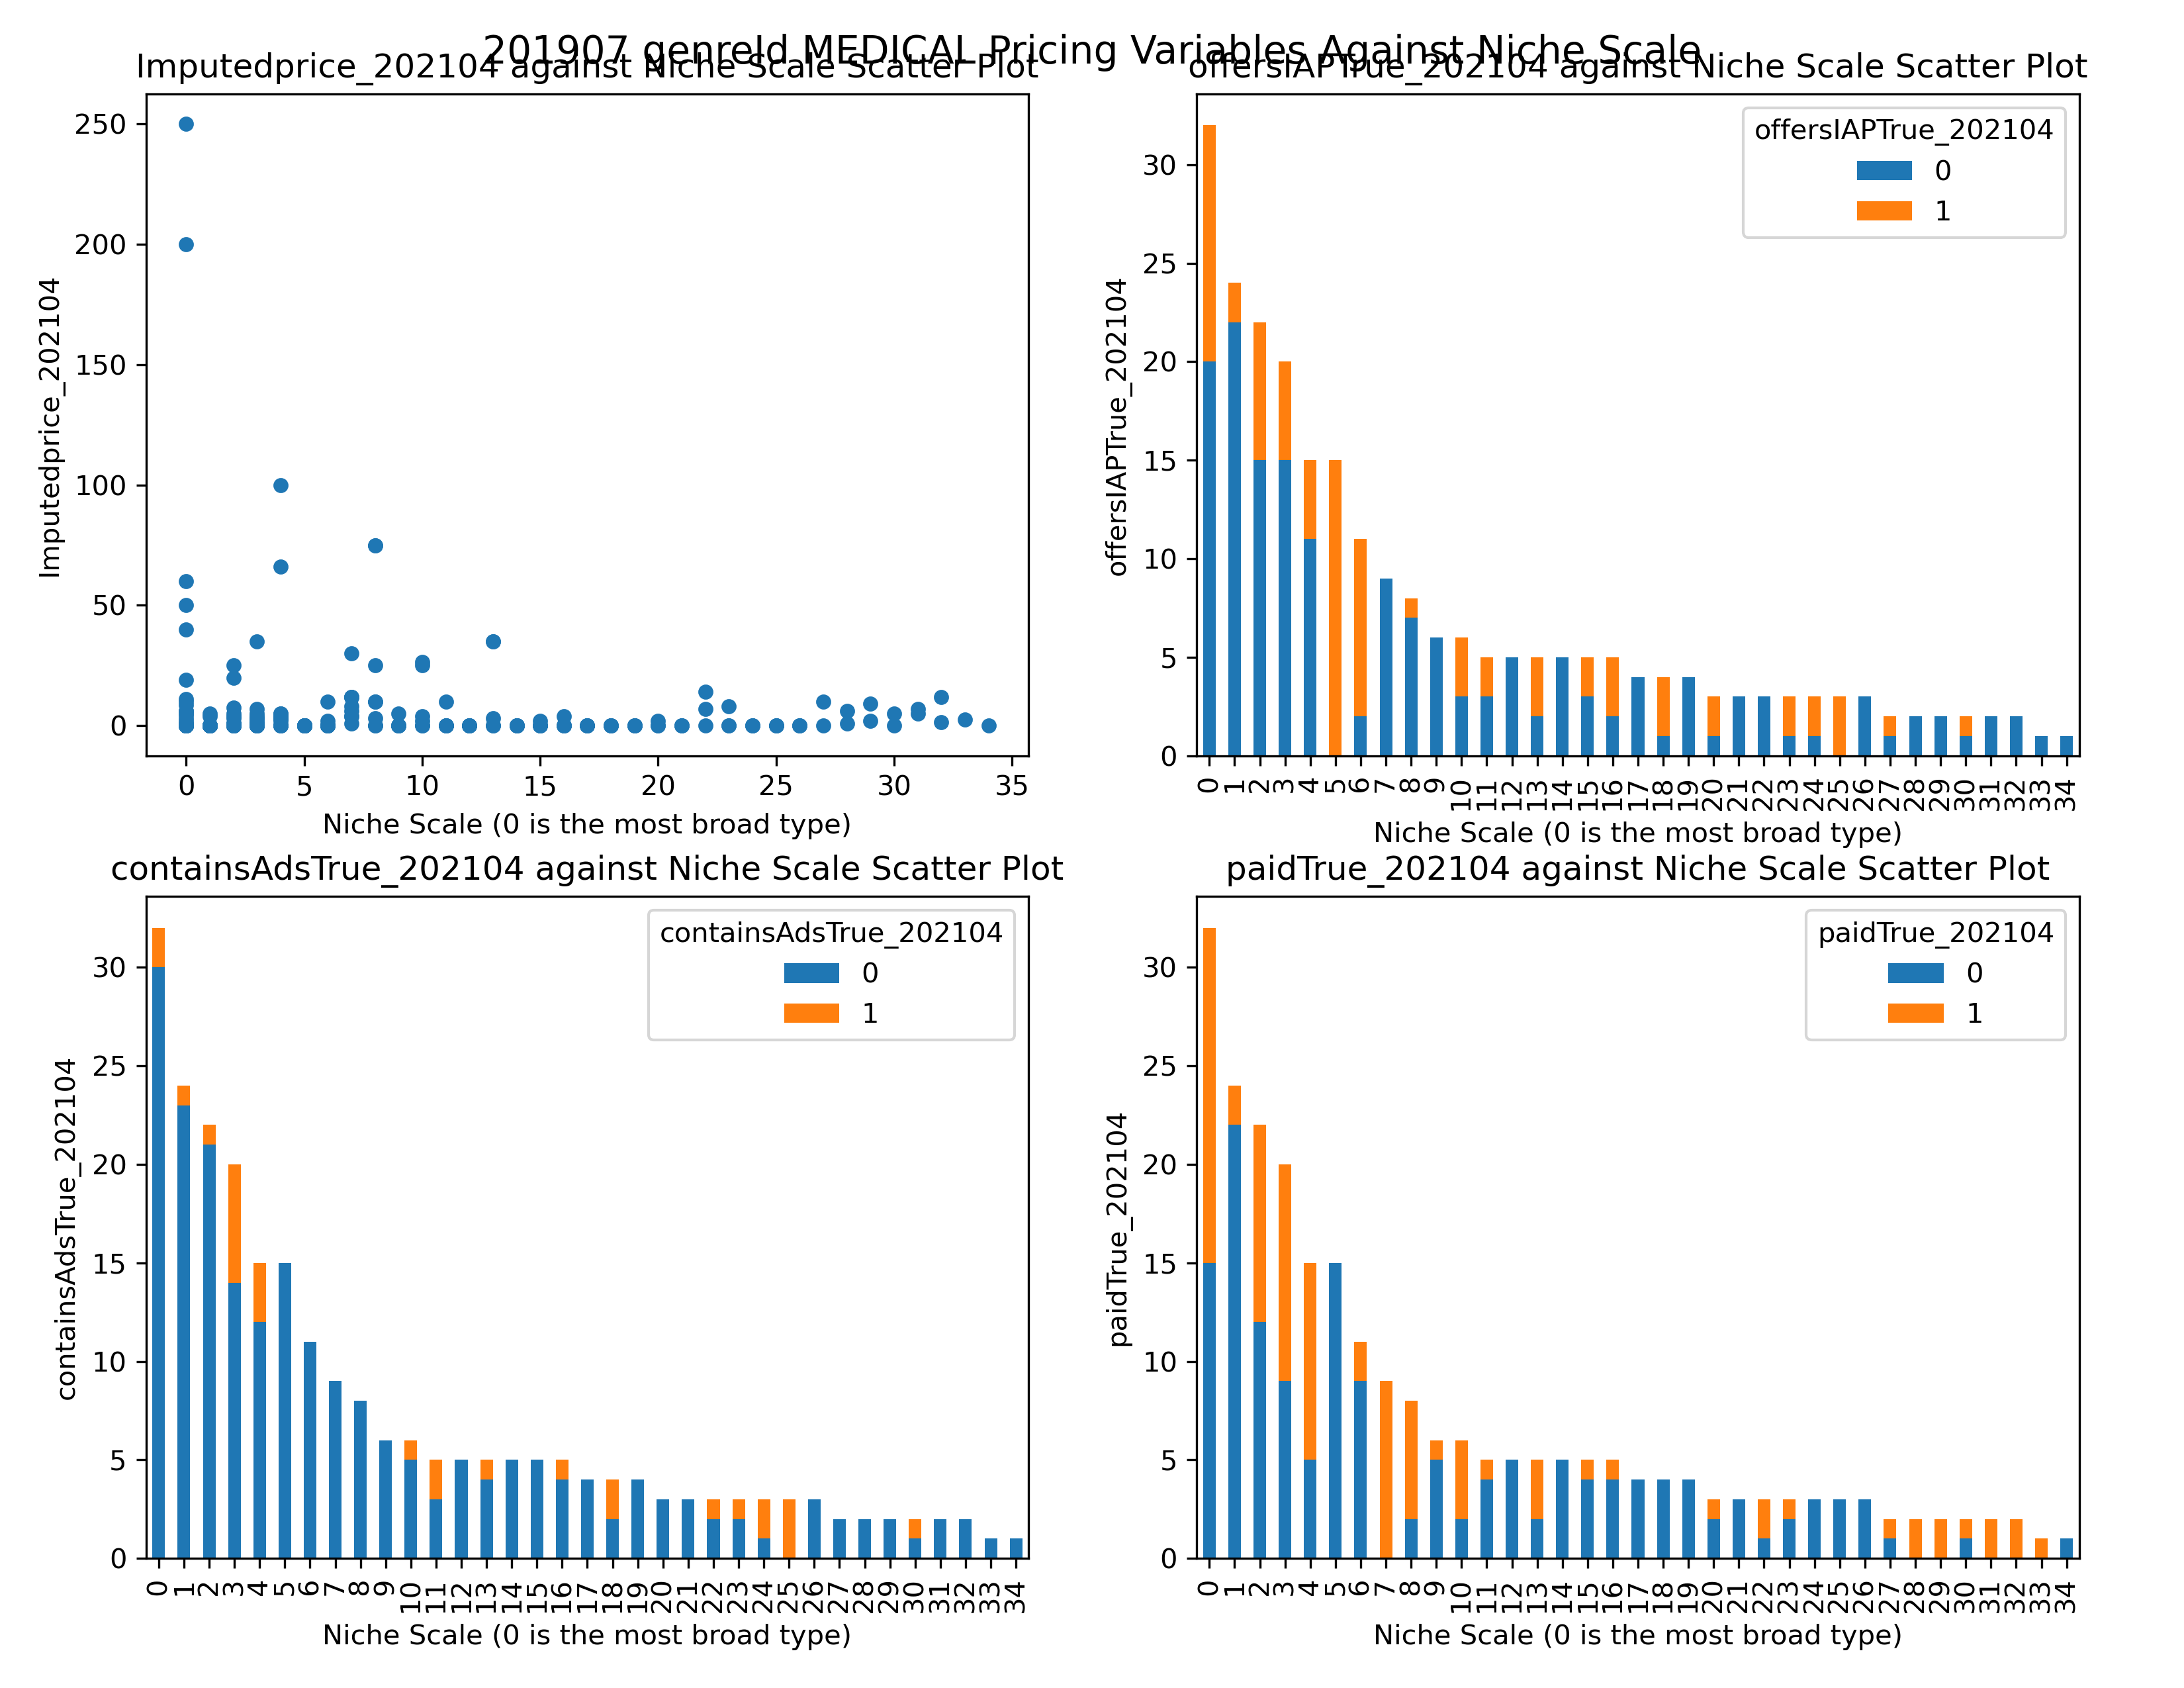 201907 genreId MEDICAL Pricing Variables Against Niche Scale
Imputedprice_202104 against Niche Scale Scatter Plot
250
200
150
100
50
0
Imputedprice_202104
0 5 10 15 20 25 30 35
Niche Scale (0 is the most broad type)
offersIAPTrue_202104 against Niche Scale Scatter Plot
offersIAPTrue_202104
0
1
30
25
20
15
10
5
0
offersIAPTrue_202104
0 1 2 3 4 5 6 7 8 9 10 11 12 13 14 15 16 17 18 19 20 21 22 23 24 25 26 27 28 29 30 31 32 33 34
Niche Scale (0 is the most broad type)
containsAdsTrue_202104 against Niche Scale Scatter Plot
containsAdsTrue_202104
0
1
30
25
20
15
10
5
0
containsAdsTrue_202104
0 1 2 3 4 5 6 7 8 9 10 11 12 13 14 15 16 17 18 19 20 21 22 23 24 25 26 27 28 29 30 31 32 33 34
Niche Scale (0 is the most broad type)
paidTrue_202104 against Niche Scale Scatter Plot
paidTrue_202104
0
1
30
25
20
15
10
5
0
paidTrue_202104
0 1 2 3 4 5 6 7 8 9 10 11 12 13 14 15 16 17 18 19 20 21 22 23 24 25 26 27 28 29 30 31 32 33 34
Niche Scale (0 is the most broad type)